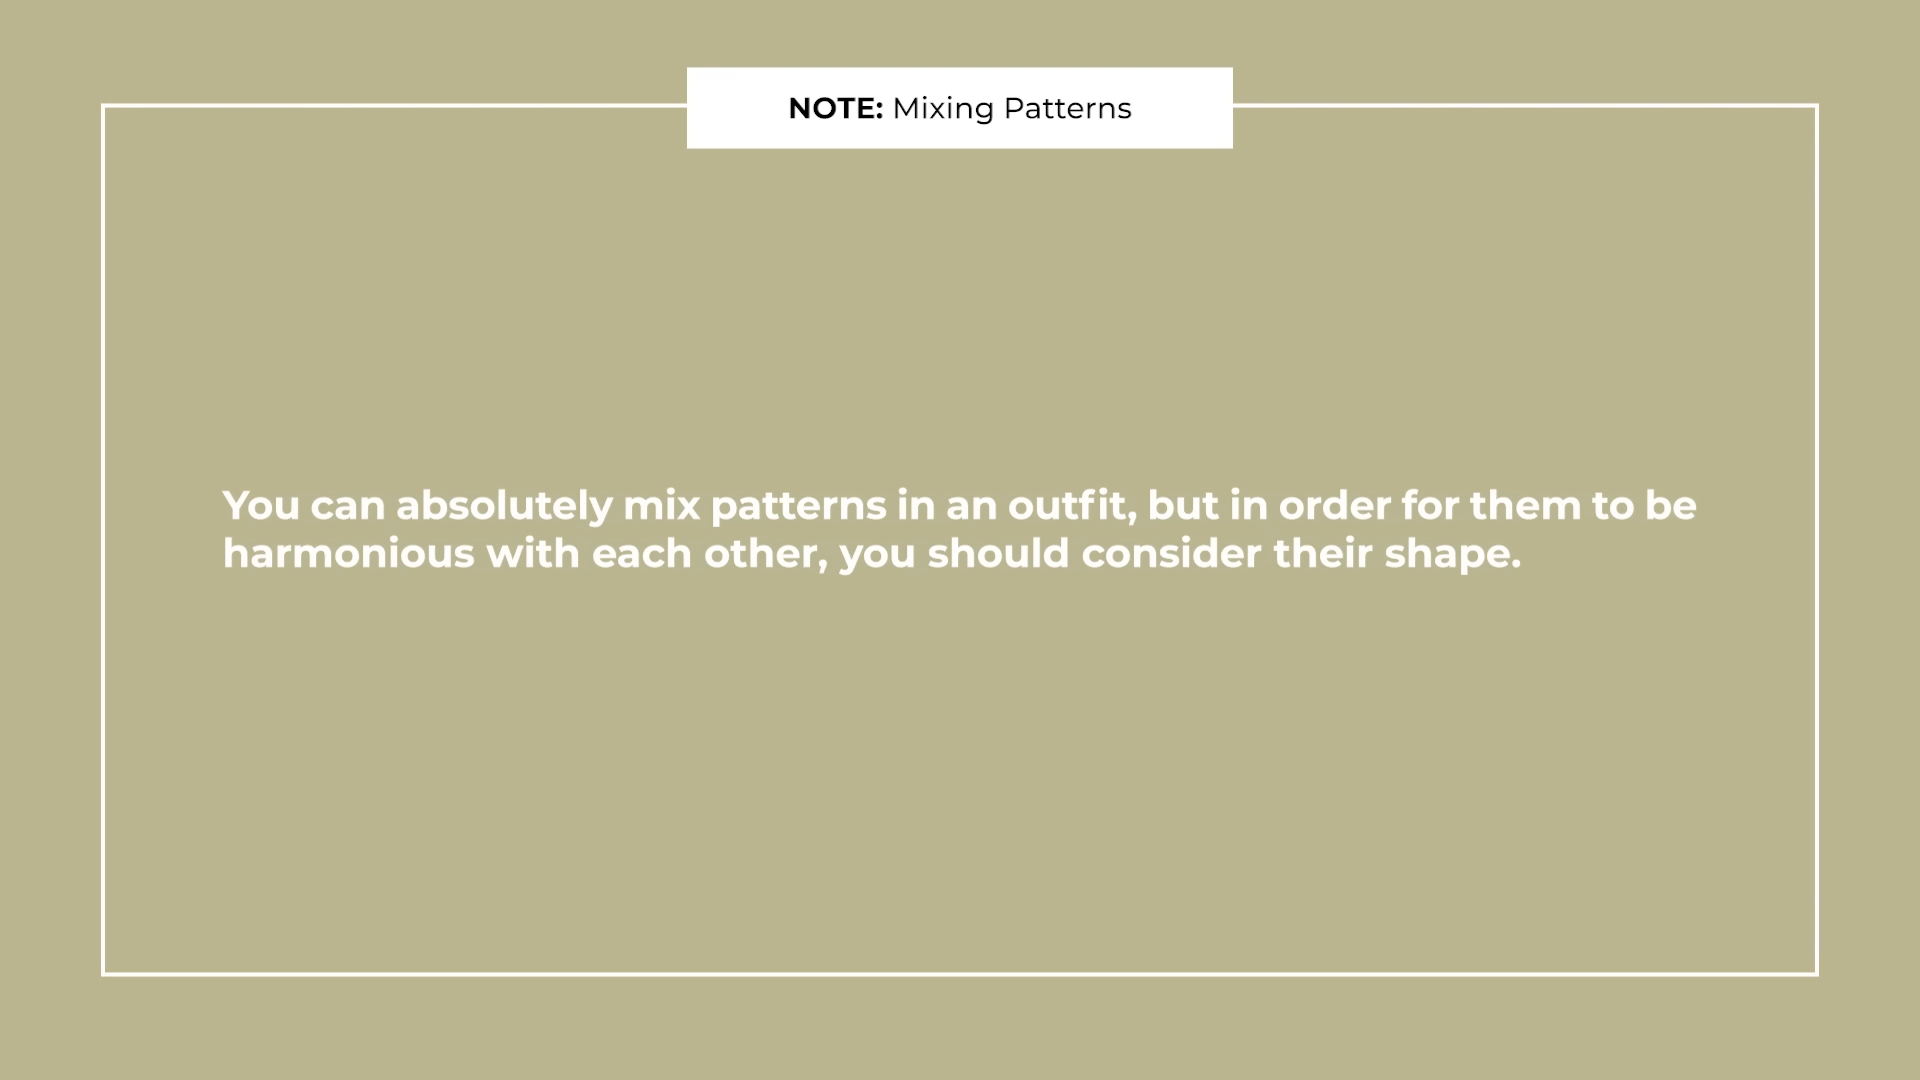 NOTE: Mixing Patterns
You can absolutely mix patterns in an outfit, but in order for them to be
harmonious with each other, you should consider their shape.